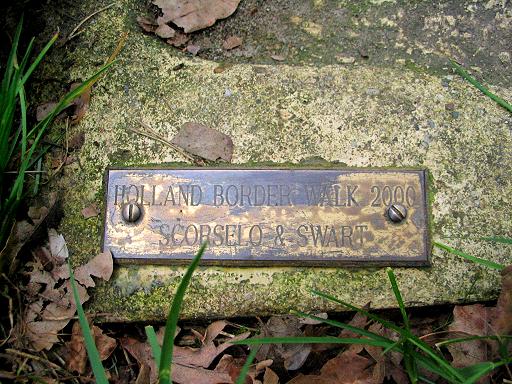 HOLLAND BORDER WALK 2000
SCORSELO & SWART